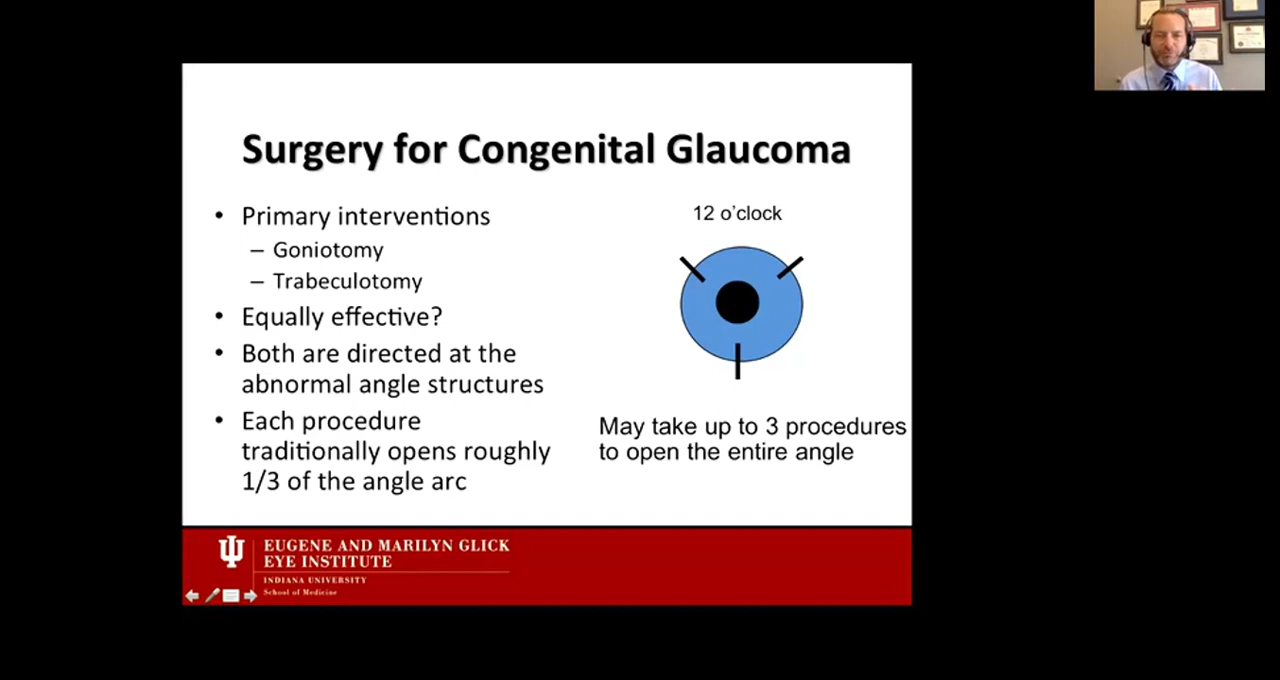 Surgery for Congenital Glaucoma
• Primary interventions
– Goniotomy
– Trabeculotomy
• Equally effective?
• Both are directed at the
abnormal angle structures
• Each procedure
traditionally opens roughly
1/3 of the angle arc
12 o’clock
May take up to 3 procedures
to open the entire angle
EUGENE AND MARILYN GLICK
EYE INSTITUTE
INDIANA UNIVERSITY
School of Medicine